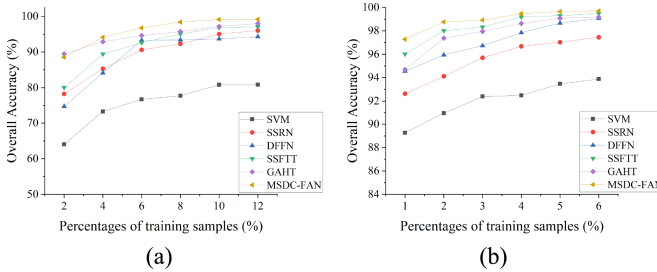 100
90
80
70
60
50
Overall Accuracy (%)
SVM
SSRN
DFFN
SSFTT
GAHT
MSDC-FAN
2 4 6 8 10 12
Percentages of training samples (%)
(a)
100
98
96
94
92
90
88
86
84
Overall Accuracy (%)
SVM
SSRN
DFFN
SSFTT
GAHT
MSDC-FAN
1 2 3 4 5 6
Percentages of training samples (%)
(b)